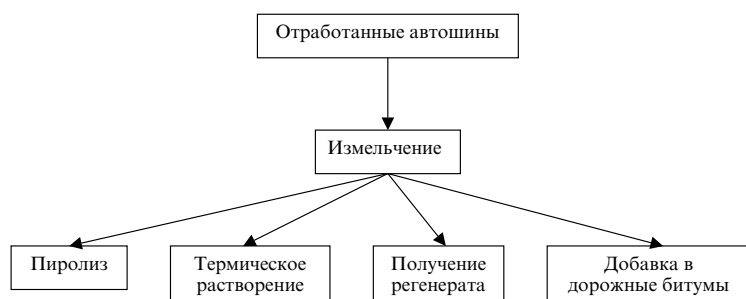 Отработанные автошины
Измельчение
Пиролиз
Термическое
растворение
Получение
регенерата
Добавка в
дорожные битумы